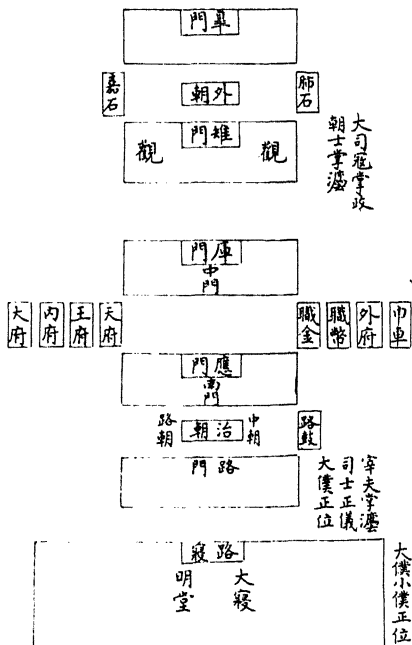 皋門
肺石
外朝
嘉石
雉門
觀
觀
大司寇掌政
朝士掌灋
庫門
中門
巾車
外府
職幣
職金
天府
王府
内府
大府
應門
南門
路鼓
中朝
治朝
路朝
路門
宰夫掌灋
司士正儀
大僕正位
路寢
大寢
明堂
大僕小僕正位